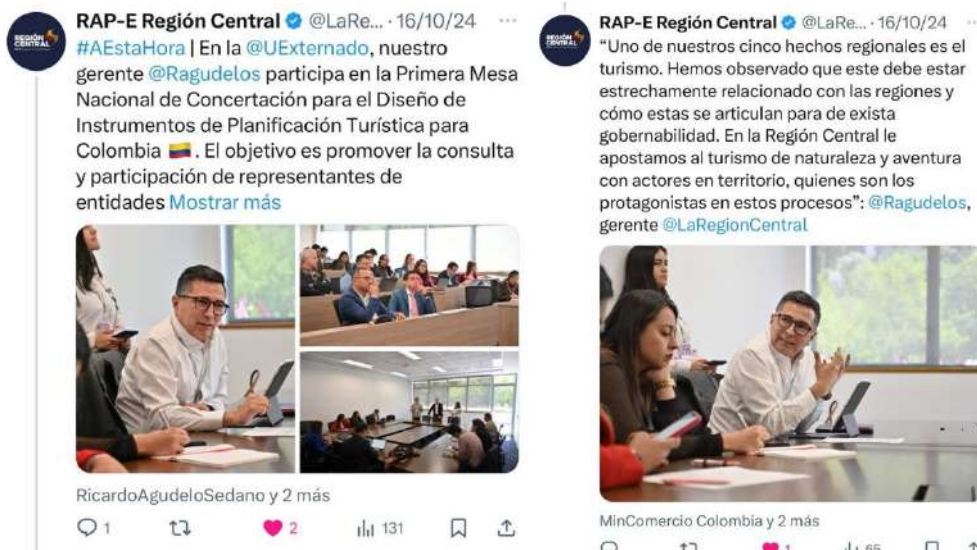 RAP-E Región Central @LaRe... · 16/10/24 ...
#AEstaHora | En la @UExternado, nuestro
gerente @Ragudelos participa en la Primera Mesa
Nacional de Concertación para el Diseño de
Instrumentos de Planificación Turística para
Colombia 🇨🇴. El objetivo es promover la consulta
y participación de representantes de
entidades Mostrar más
RicardoAgudeloSedano y 2 más
1 2 131
RAP-E Región Central @LaRe... · 16/10/24
“Uno de nuestros cinco hechos regionales es el
turismo. Hemos observado que este debe estar
estrechamente relacionado con las regiones y
cómo estas se articulan para de exista
gobernabilidad. En la Región Central le
apostamos al turismo de naturaleza y aventura
con actores en territorio, quienes son los
protagonistas en estos procesos”: @Ragudelos,
gerente @LaRegionCentral
MinComercio Colombia y 2 más
1 65
REGIÓN
CENTRAL
REGIÓN
CENTRAL